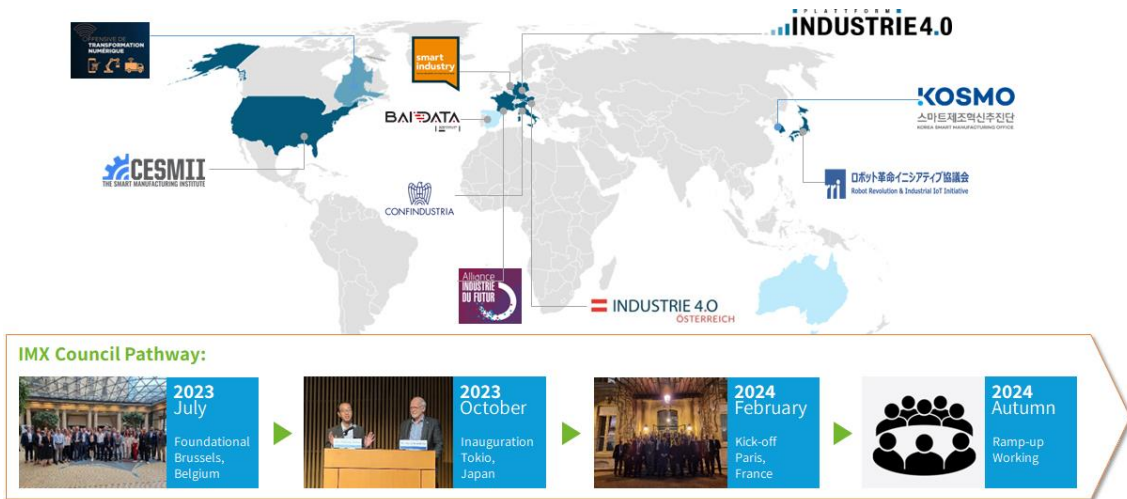 PLATTFORM
INDUSTRIE 4.0
OFFENSIVE DE
TRANSFORMATION
NUMÉRIQUE
smart
industry
BAIDATA
KOSMO
스마트제조혁신추진단
KOREA SMART MANUFACTURING OFFICE
CESMII
THE SMART MANUFACTURING INSTITUTE
ロボット革命イニシアティブ協議会
Robot Revolution & Industrial IoT Initiative
CONFINDUSTRIA
Alliance
INDUSTRIE
DU FUTUR
INDUSTRIE 4.0
ÖSTERREICH
IMX Council Pathway:
2023
July
Foundational
Brussels,
Belgium
2023
October
Inauguration
Tokio,
Japan
2024
February
Kick-off
Paris,
France
2024
Autumn
Ramp-up
Working